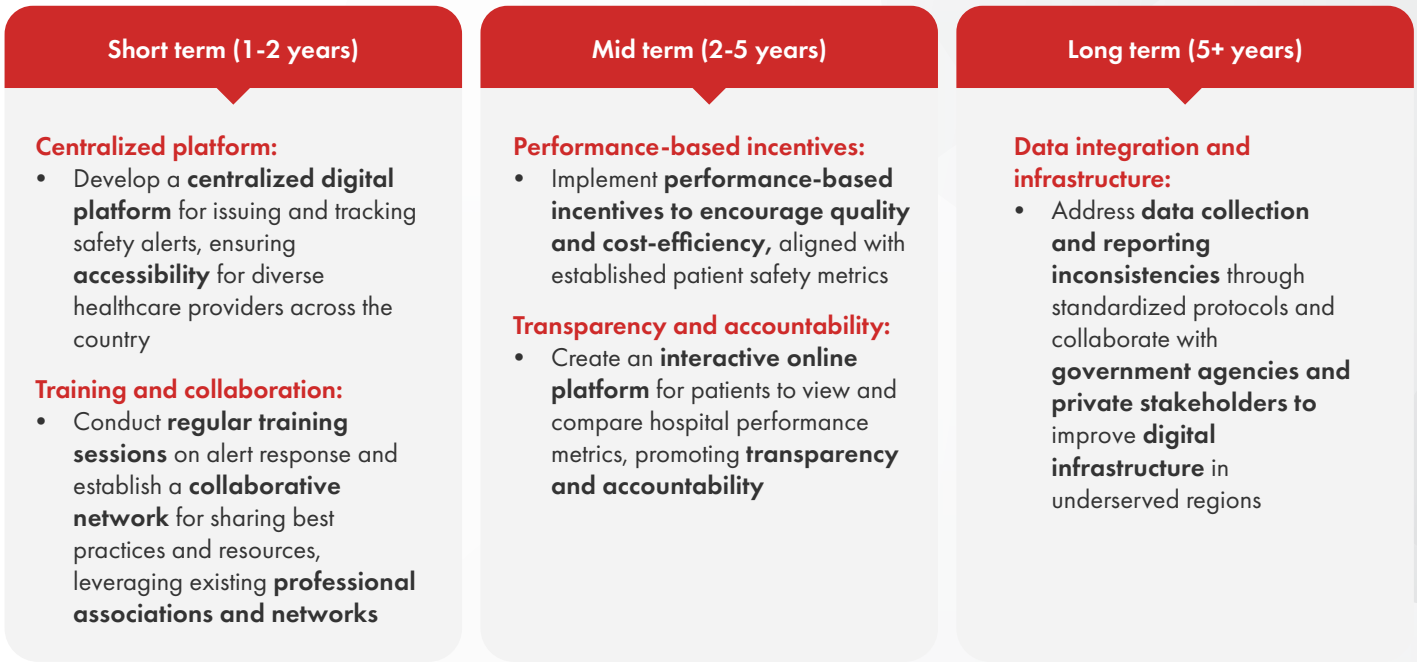 Short term (1-2 years)
Centralized platform:
• Develop a centralized digital
platform for issuing and tracking
safety alerts, ensuring
accessibility for diverse
healthcare providers across the
country
Training and collaboration:
• Conduct regular training
sessions on alert response and
establish a collaborative
network for sharing best
practices and resources,
leveraging existing professional
associations and networks
Mid term (2-5 years)
Performance-based incentives:
• Implement performance-based
incentives to encourage quality
and cost-efficiency, aligned with
established patient safety metrics
Transparency and accountability:
• Create an interactive online
platform for patients to view and
compare hospital performance
metrics, promoting transparency
and accountability
Long term (5+ years)
Data integration and
infrastructure:
• Address data collection
and reporting
inconsistencies through
standardized protocols and
collaborate with
government agencies and
private stakeholders to
improve digital
infrastructure in
underserved regions